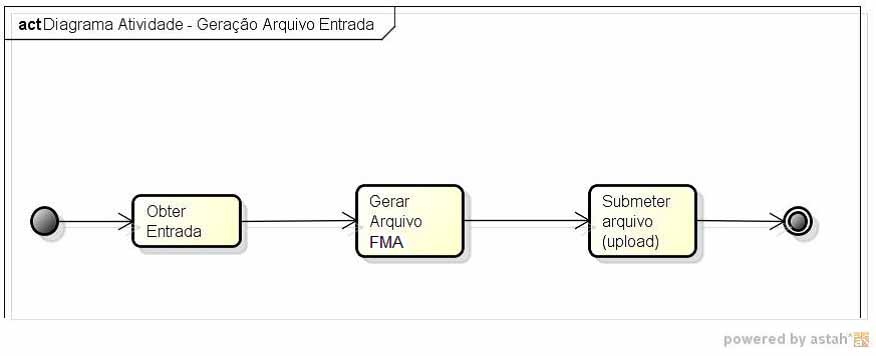 act Diagrama Atividade - Geração Arquivo Entrada
Obter
Entrada
Gerar
Arquivo
FMA
Submeter
arquivo
(upload)
powered by astah*